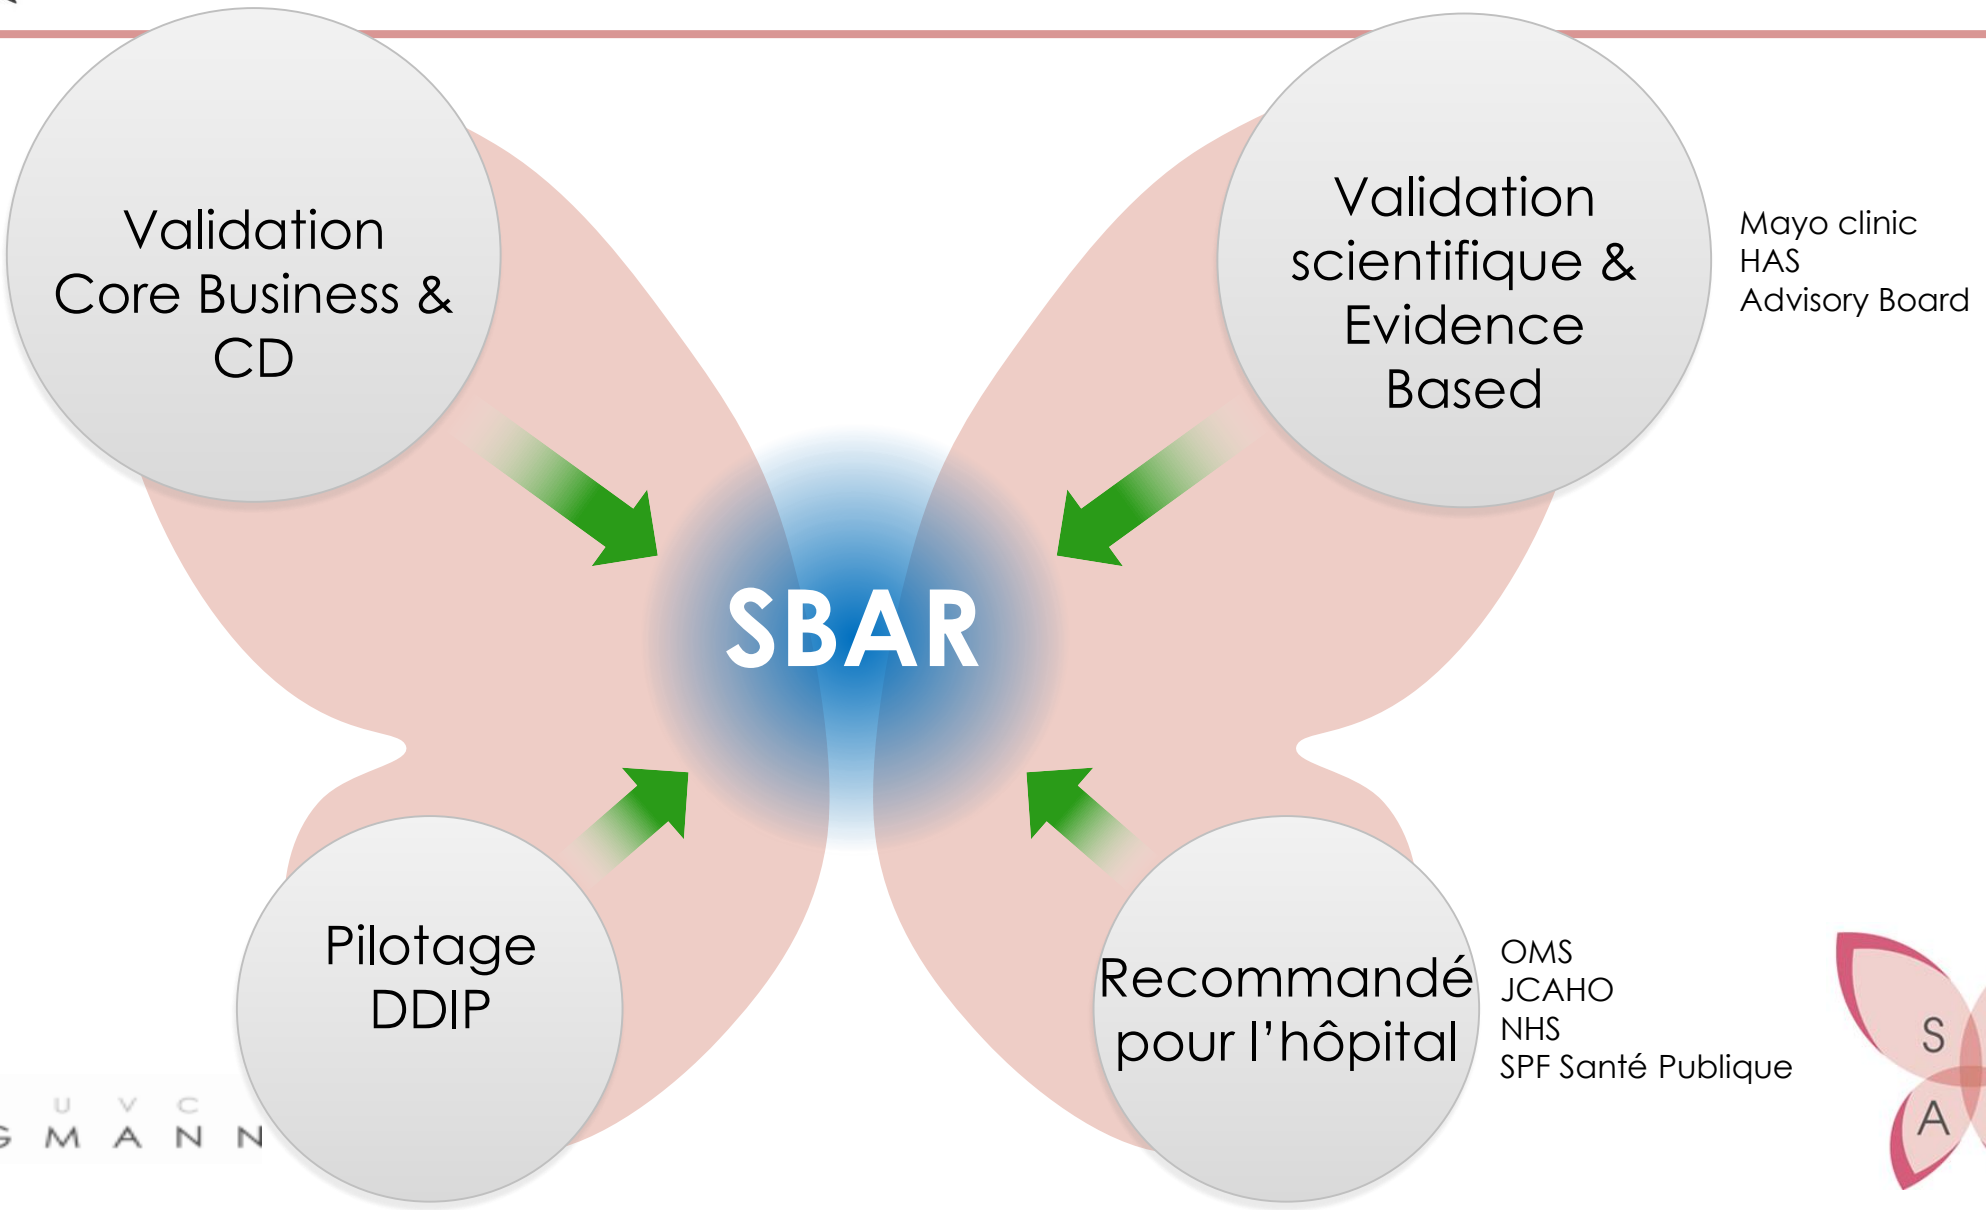 Validation
Core Business &
CD
Validation
scientifique &
Evidence
Based
Mayo clinic
HAS
Advisory Board
SBAR
Pilotage
DDIP
Recommandé
pour l'hôpital
OMS
JCAHO
NHS
SPF Santé Publique
U V C
G M A N N
S
A